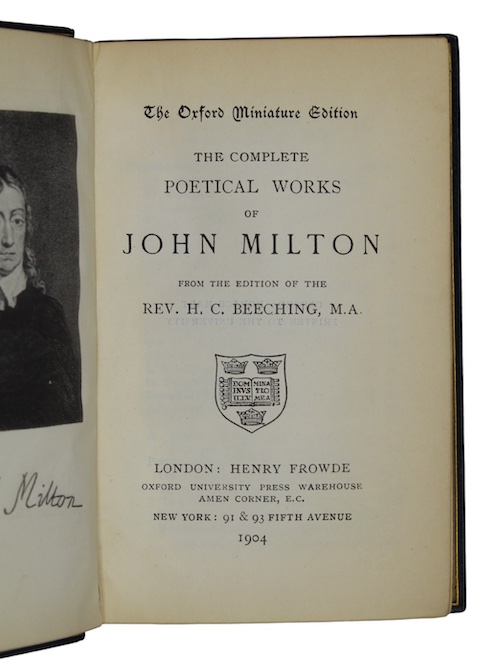 The Oxford Miniature Edition
THE COMPLETE
POETICAL WORKS
OF
JOHN MILTON
FROM THE EDITION OF THE
REV. H. C. BEECHING, M.A.
DOM MINA
INVS TIO
ILLV MEA
LONDON: HENRY FROWDE
OXFORD UNIVERSITY PRESS WAREHOUSE
AMEN CORNER, E.C.
NEW YORK: 91 & 93 FIFTH AVENUE
1904
Milton